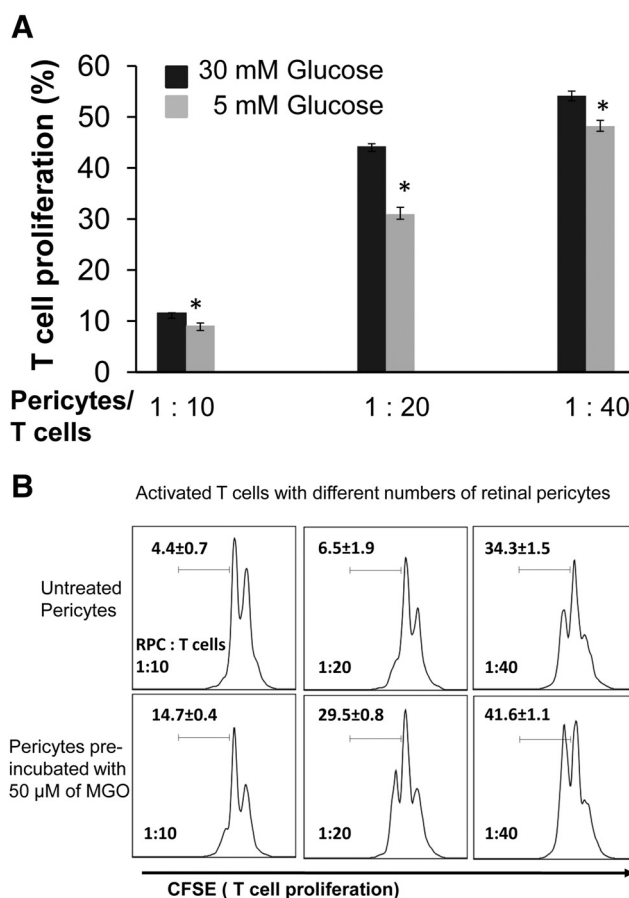 A
T cell proliferation (%)
60
50
40
30
20
10
0
30 mM Glucose
5 mM Glucose
*
*
*
Pericytes/
T cells
1 : 10
1 : 20
1 : 40
B
Activated T cells with different numbers of retinal pericytes
Untreated
Pericytes
4.4±0.7
RPC : T cells
1:10
6.5±1.9
1:20
34.3±1.5
1:40
Pericytes pre-
incubated with
50 µM of MGO
14.7±0.4
1:10
29.5±0.8
1:20
41.6±1.1
1:40
CFSE ( T cell proliferation)